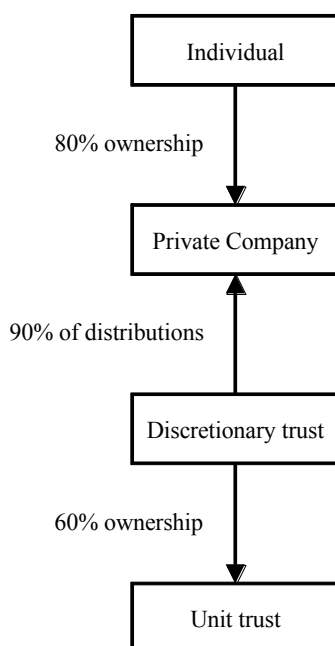 Individual
80% ownership
Private Company
90% of distributions
Discretionary trust
60% ownership
Unit trust